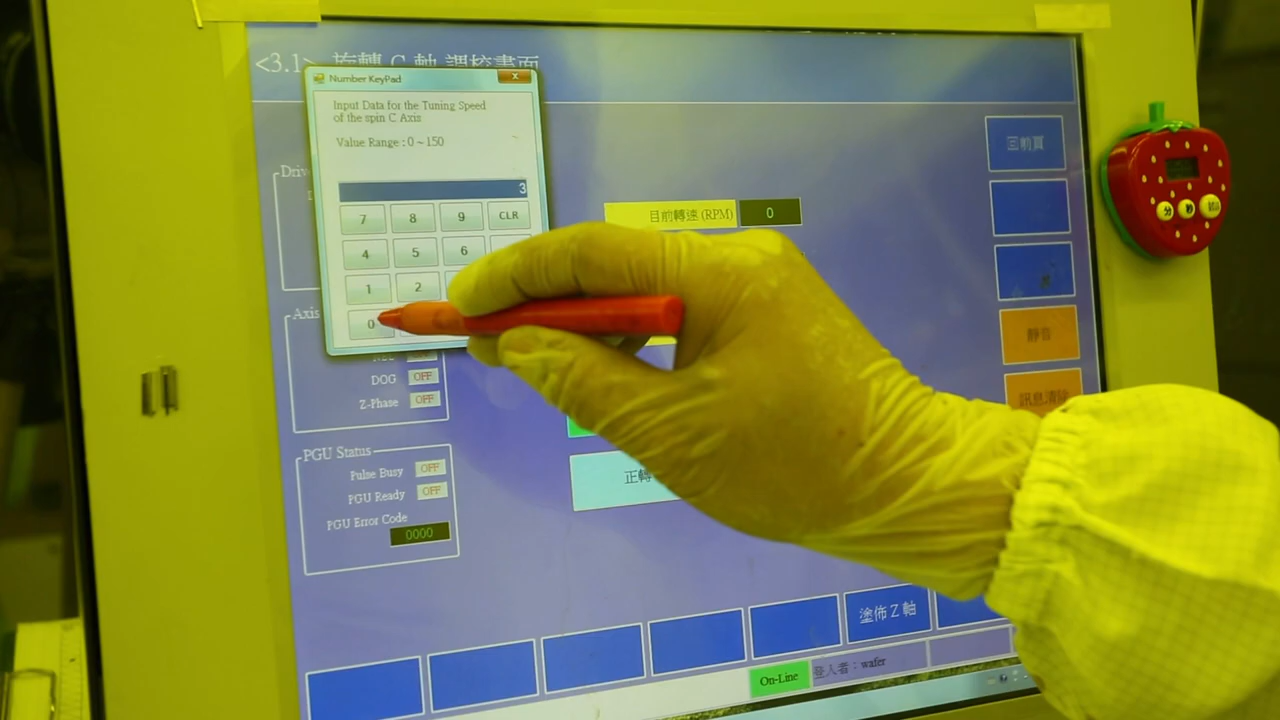 <3.1> 旋轉 C 軸 調校畫面
Number KeyPad
x
Input Data for the Tuning Speed
of the spin C Axis
Value Range : 0 ~ 150
3
7 8 9 CLR
4 5 6
1 2
0
目前轉速 (RPM) 0
回前頁
靜音
訊息清除
Axis
DOG OFF
Z-Phase OFF
PGU Status
Pulse Busy OFF
PGU Ready OFF
PGU Error Code
0000
正轉
塗佈 Z 軸
On-Line
登入者：wafer
分 秒